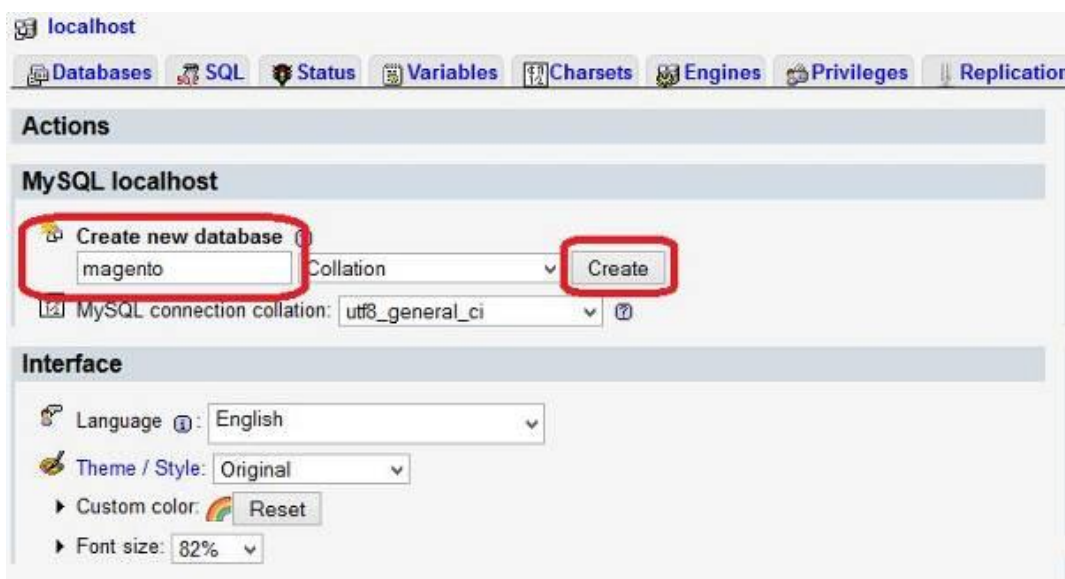 localhost
Databases SQL Status Variables Charsets Engines Privileges Replication
Actions
MySQL localhost
Create new database
magento Collation Create
MySQL connection collation: utf8_general_ci
Interface
Language : English
Theme / Style: Original
Custom color: Reset
Font size: 82%